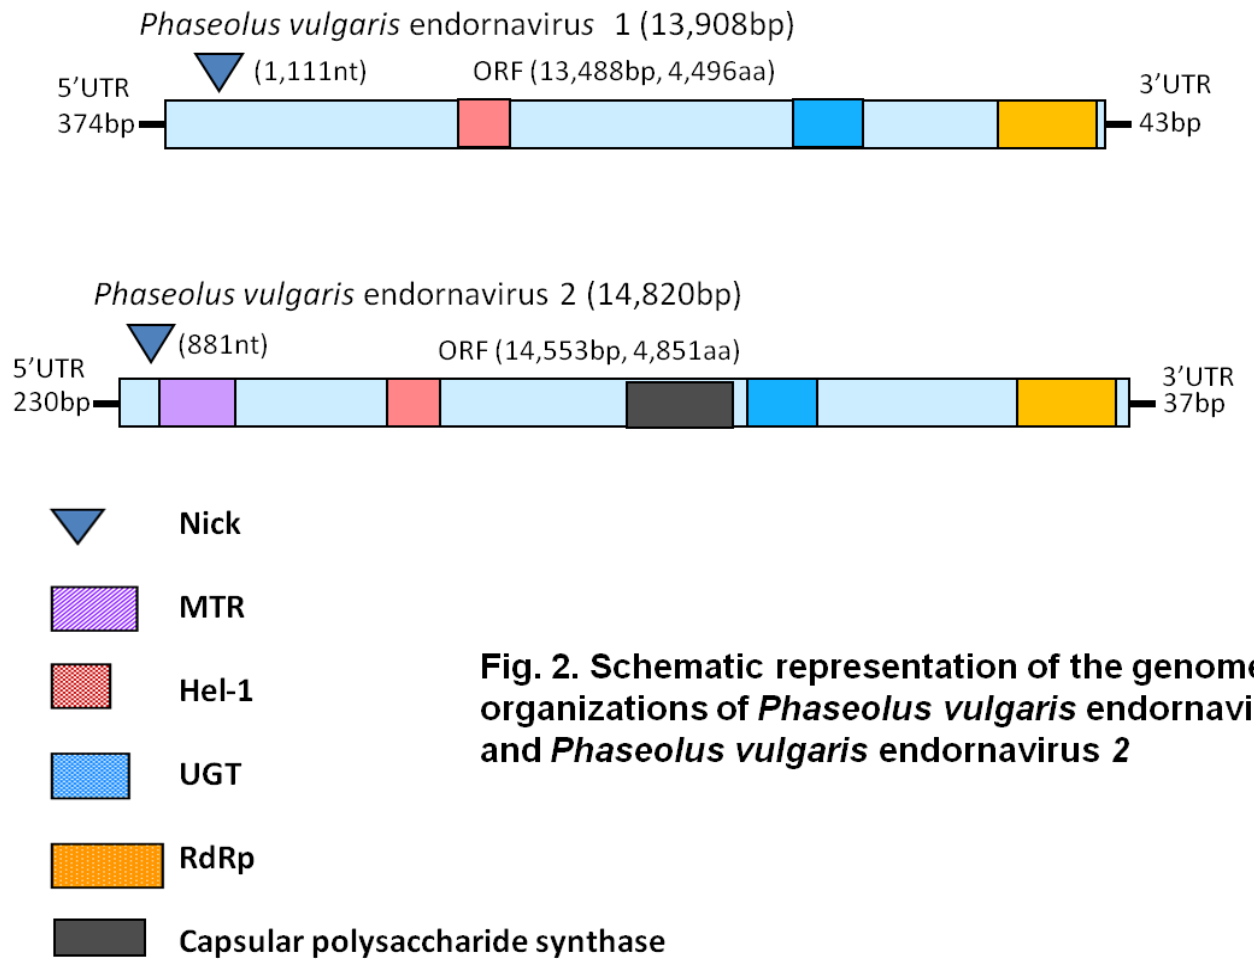 Phaseolus vulgaris endornavirus 1 (13,908bp)
(1,111nt)
ORF (13,488bp, 4,496aa)
5’UTR
374bp
3’UTR
43bp
Phaseolus vulgaris endornavirus 2 (14,820bp)
(881nt)
ORF (14,553bp, 4,851aa)
5’UTR
230bp
3’UTR
37bp
Nick
MTR
Hel-1
UGT
RdRp
Capsular polysaccharide synthase
Fig. 2. Schematic representation of the genome
organizations of Phaseolus vulgaris endornavi
and Phaseolus vulgaris endornavirus 2